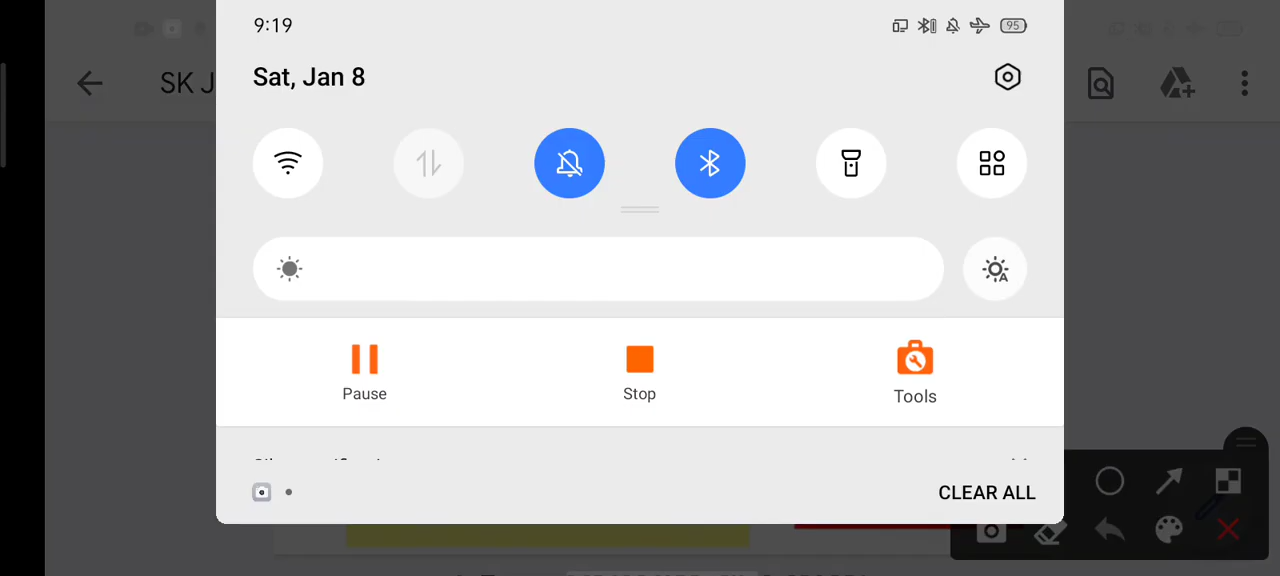 9:19
95
Sat, Jan 8
SK J
A
Pause
Stop
Tools
CLEAR ALL